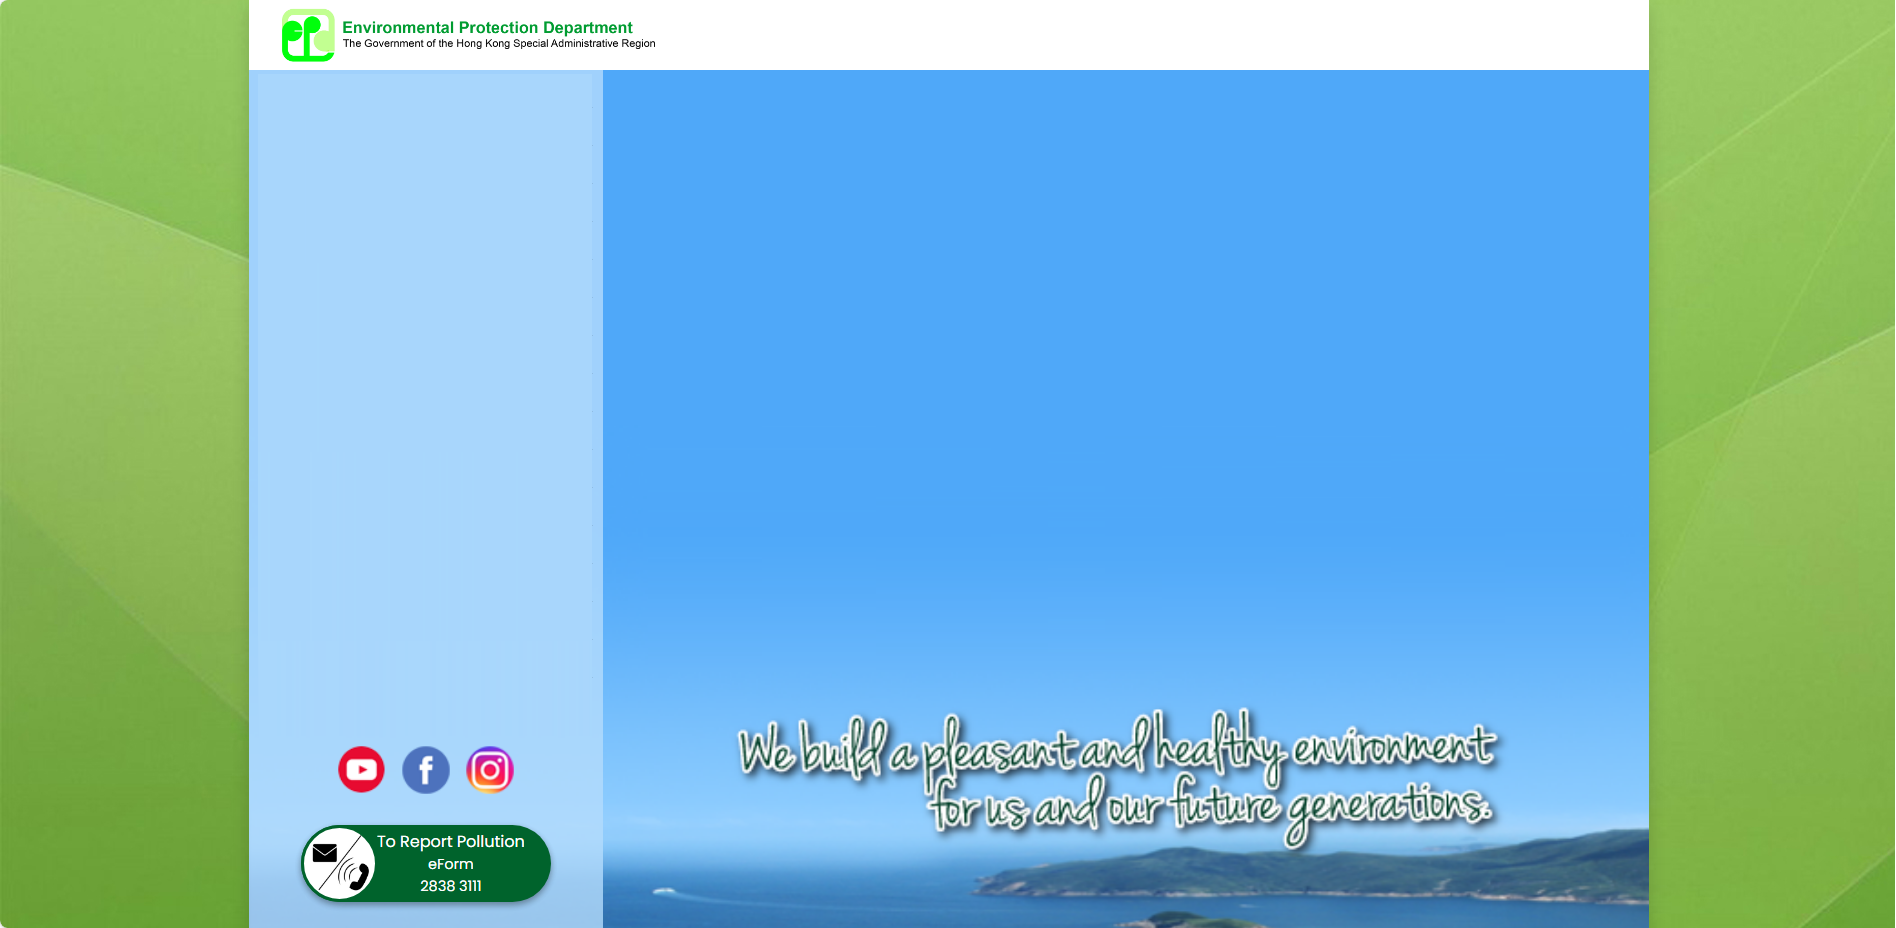 Environmental Protection Department
The Government of the Hong Kong Special Administrative Region
We build a pleasant and healthy environment
for us and our future generations.
To Report Pollution
eForm
2838 3111